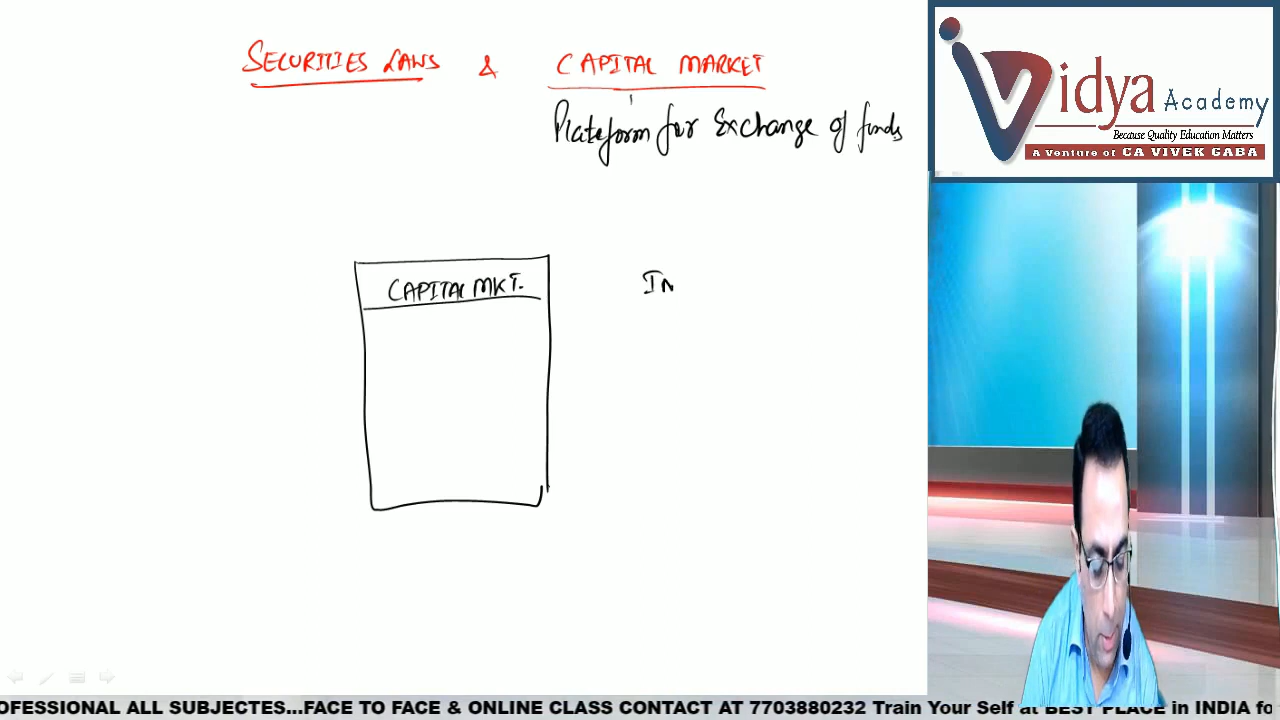 SECURITIES LAWS & CAPITAL MARKET
Plateform for Exchange of funds
CAPITAL MKT.
IN
Vidya Academy
Because Quality Education Matters
A Venture of CA VIVEK GABA
OFESSIONAL ALL SUBJECTES...FACE TO FACE & ONLINE CLASS CONTACT AT 7703880232 Train Your Self at BEST PLACE in INDIA fo